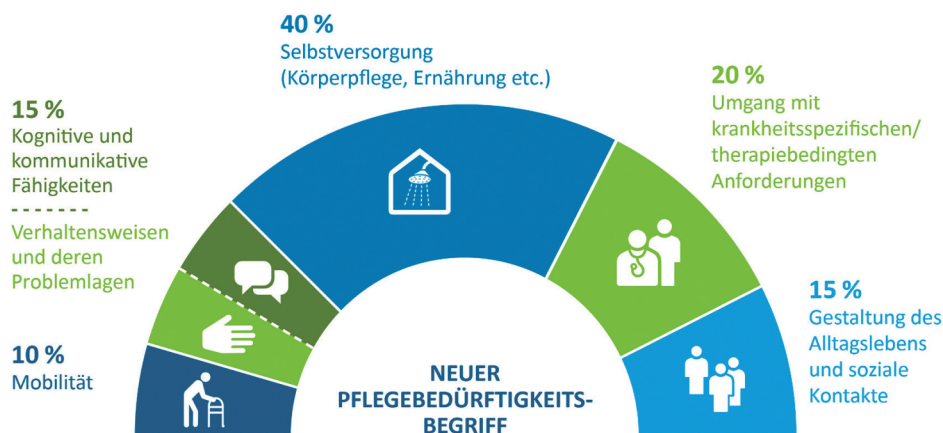 40 %
Selbstversorgung
(Körperpflege, Ernährung etc.)
20 %
Umgang mit
krankheitsspezifischen/
therapiebedingten
Anforderungen
15 %
Kognitive und
kommunikative
Fähigkeiten
Verhaltensweisen
und deren
Problemlagen
15 %
Gestaltung des
Alltagslebens
und soziale
Kontakte
10 %
Mobilität
NEUER
PFLEGEBEDÜRFTIGKEITS-
BEGRIFF